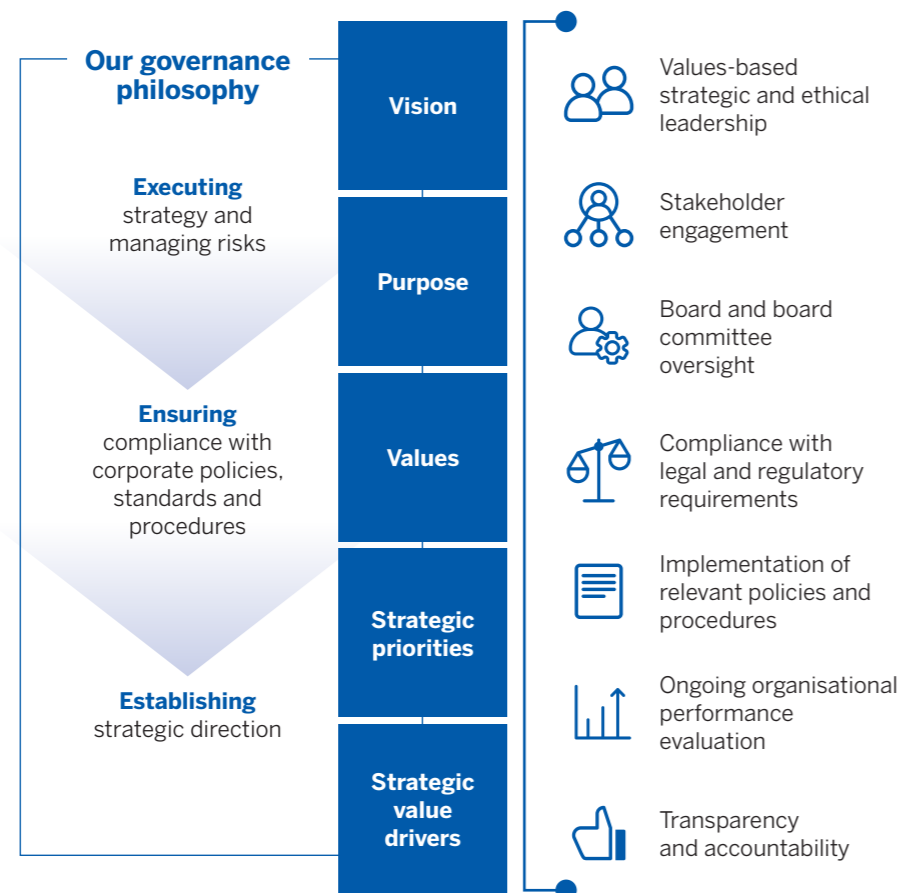 Our governance
philosophy
Executing
strategy and
managing risks
Ensuring
compliance with
corporate policies,
standards and
procedures
Establishing
strategic direction
Vision
Purpose
Values
Strategic
priorities
Strategic
value
drivers
Values-based
strategic and ethical
leadership
Stakeholder
engagement
Board and board
committee
oversight
Compliance with
legal and regulatory
requirements
Implementation of
relevant policies and
procedures
Ongoing organisational
performance
evaluation
Transparency
and accountability